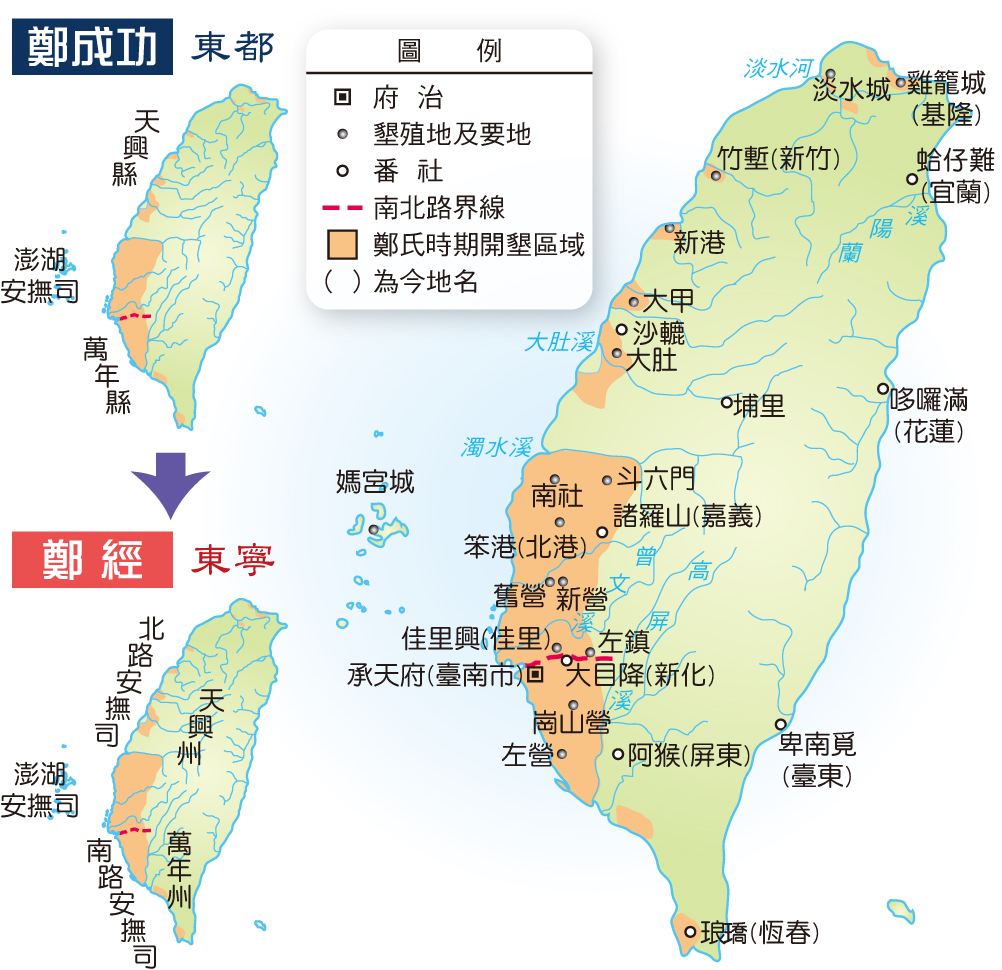 鄭成功 東都
天興縣
澎湖
安撫司
萬年縣
鄭經 東寧
北路安撫司
天興州
澎湖
安撫司
南路安撫司
萬年州
圖 例
府 治
墾殖地及要地
番 社
南北路界線
鄭氏時期開墾區域
( ) 為今地名
淡水河
淡水城
雞籠城
(基隆)
竹塹(新竹)
蛤仔難
(宜蘭)
蘭陽溪
新港
大甲
沙轆
大肚溪
大肚
埔里
哆囉滿
(花蓮)
濁水溪
媽宮城
南社
斗六門
諸羅山(嘉義)
笨港(北港)
曾文溪
高屏溪
舊營
新營
佳里興(佳里)
左鎮
承天府(臺南市)
大目降(新化)
崗山營
左營
阿猴(屏東)
卑南覓
(臺東)
琅𤩝(恆春)